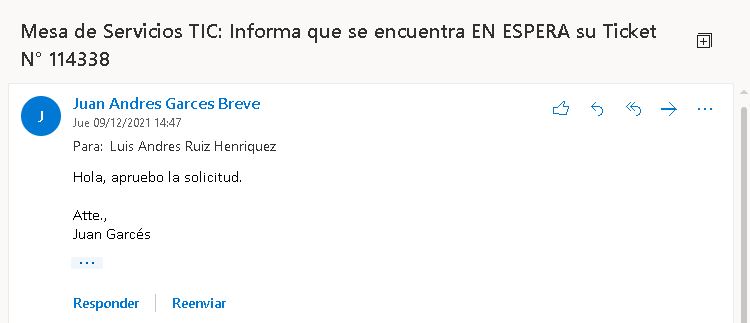 Mesa de Servicios TIC: Informa que se encuentra EN ESPERA su Ticket
N° 114338
J
Juan Andres Garces Breve
Jue 09/12/2021 14:47
Para: Luis Andres Ruiz Henriquez
Hola, apruebo la solicitud.
Atte.,
Juan Garcés
...
Responder
Reenviar